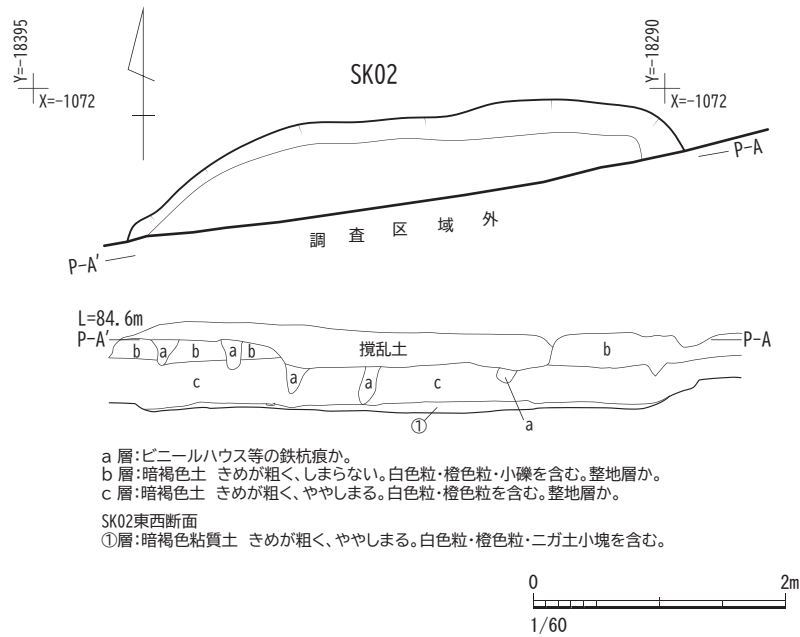 Y=-18395
X=-1072
SK02
Y=-18290
X=-1072
P-A
調査区域外
P-A'
L=84.6m
P-A'
b
a
b
a
b
撹乱土
b
P-A
c
a
a
c
①
a
a 層：ビニールハウス等の鉄杭痕か。
b 層：暗褐色土 きめが粗く、しまらない。白色粒・橙色粒・小礫を含む。整地層か。
c 層：暗褐色土 きめが粗く、ややしまる。白色粒・橙色粒を含む。整地層か。
SK02東西断面
①層：暗褐色粘質土 きめが粗く、ややしまる。白色粒・橙色粒・ニガ土小塊を含む。
0
2m
1/60